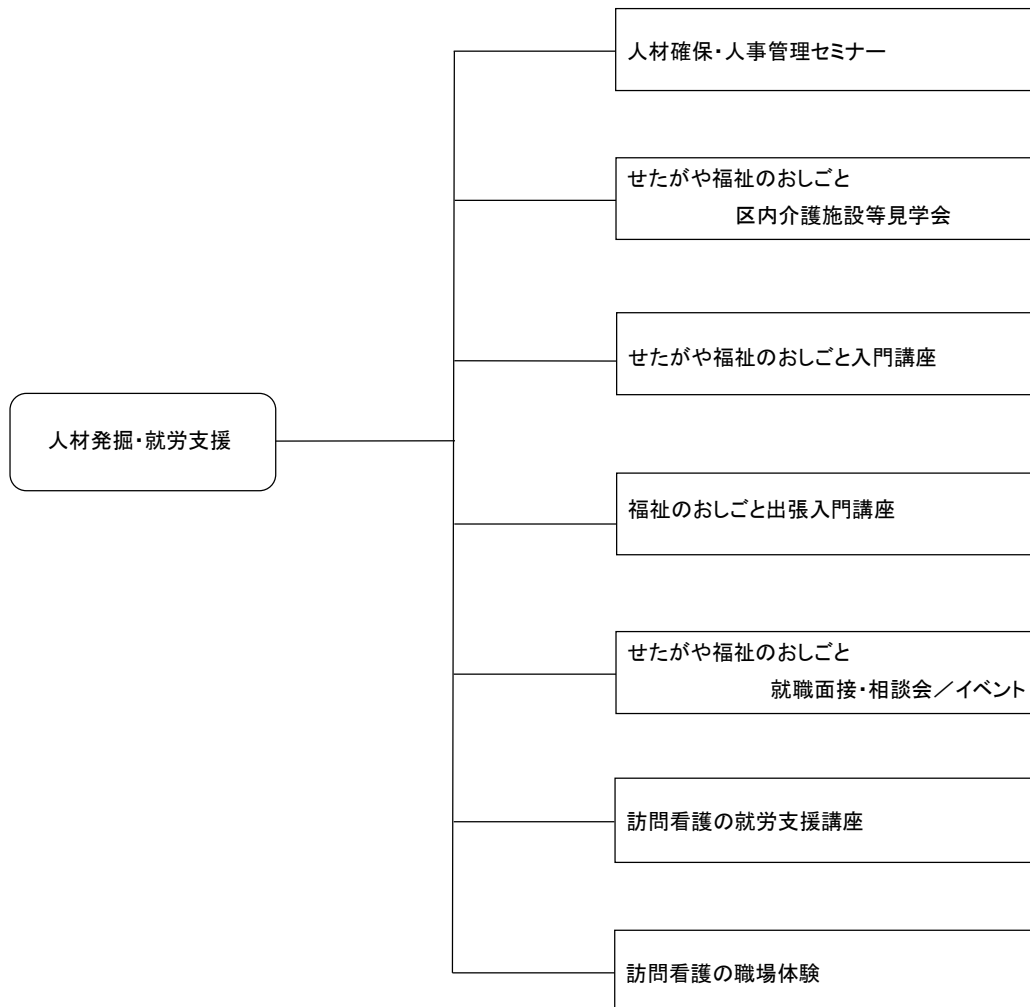 人材確保・人事管理セミナー
せたがや福祉のおしごと
区内介護施設等見学会
せたがや福祉のおしごと入門講座
人材発掘・就労支援
福祉のおしごと出張入門講座
せたがや福祉のおしごと
就職面接・相談会／イベント
訪問看護の就労支援講座
訪問看護の職場体験